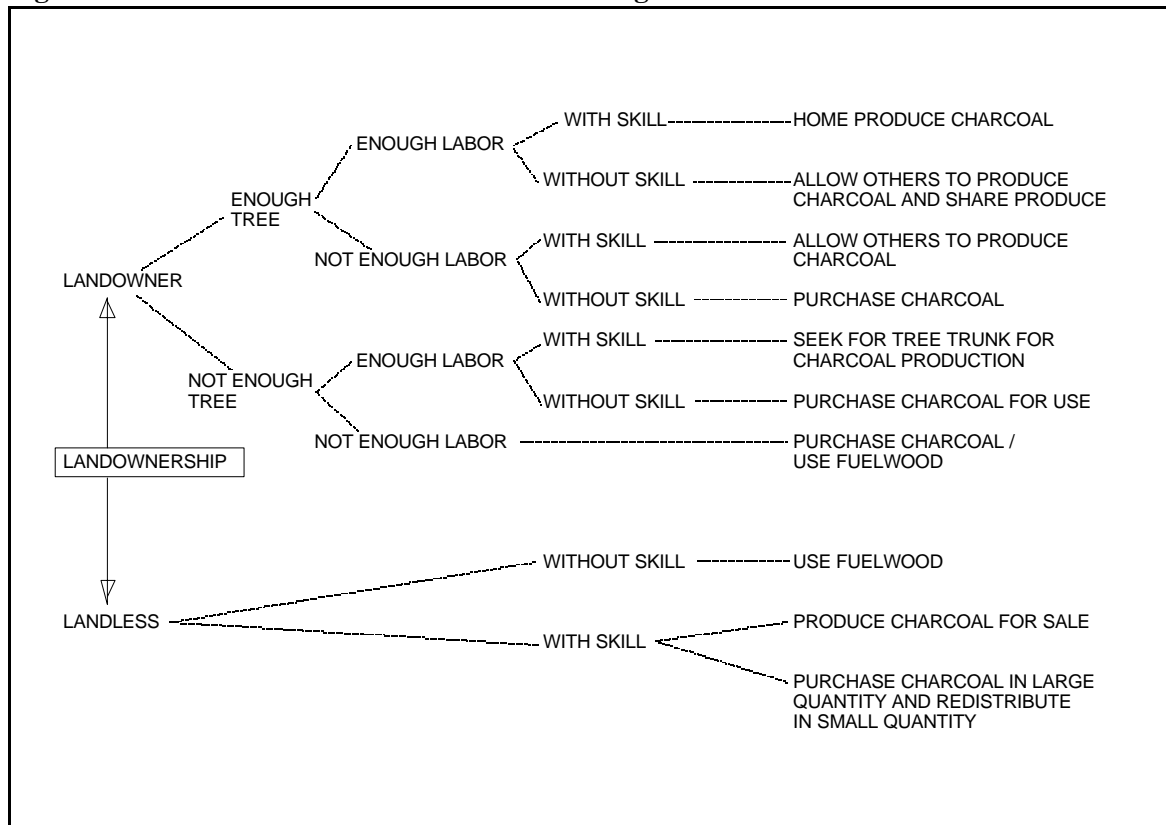 WITH SKILL
HOME PRODUCE CHARCOAL
ENOUGH LABOR
WITHOUT SKILL
ALLOW OTHERS TO PRODUCE
CHARCOAL AND SHARE PRODUCE
ENOUGH
TREE
WITH SKILL
ALLOW OTHERS TO PRODUCE
CHARCOAL
NOT ENOUGH LABOR
LANDOWNER
WITHOUT SKILL
PURCHASE CHARCOAL
WITH SKILL
SEEK FOR TREE TRUNK FOR
CHARCOAL PRODUCTION
ENOUGH LABOR
NOT ENOUGH
TREE
WITHOUT SKILL
PURCHASE CHARCOAL FOR USE
NOT ENOUGH LABOR
PURCHASE CHARCOAL /
USE FUELWOOD
LANDOWNERSHIP
WITHOUT SKILL
USE FUELWOOD
LANDLESS
PRODUCE CHARCOAL FOR SALE
WITH SKILL
PURCHASE CHARCOAL IN LARGE
QUANTITY AND REDISTRIBUTE
IN SMALL QUANTITY